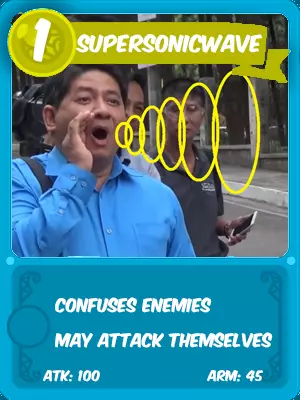 1 SUPERSONICWAVE
CONFUSES ENEMIES
MAY ATTACK THEMSELVES
ATK: 100 ARM: 45